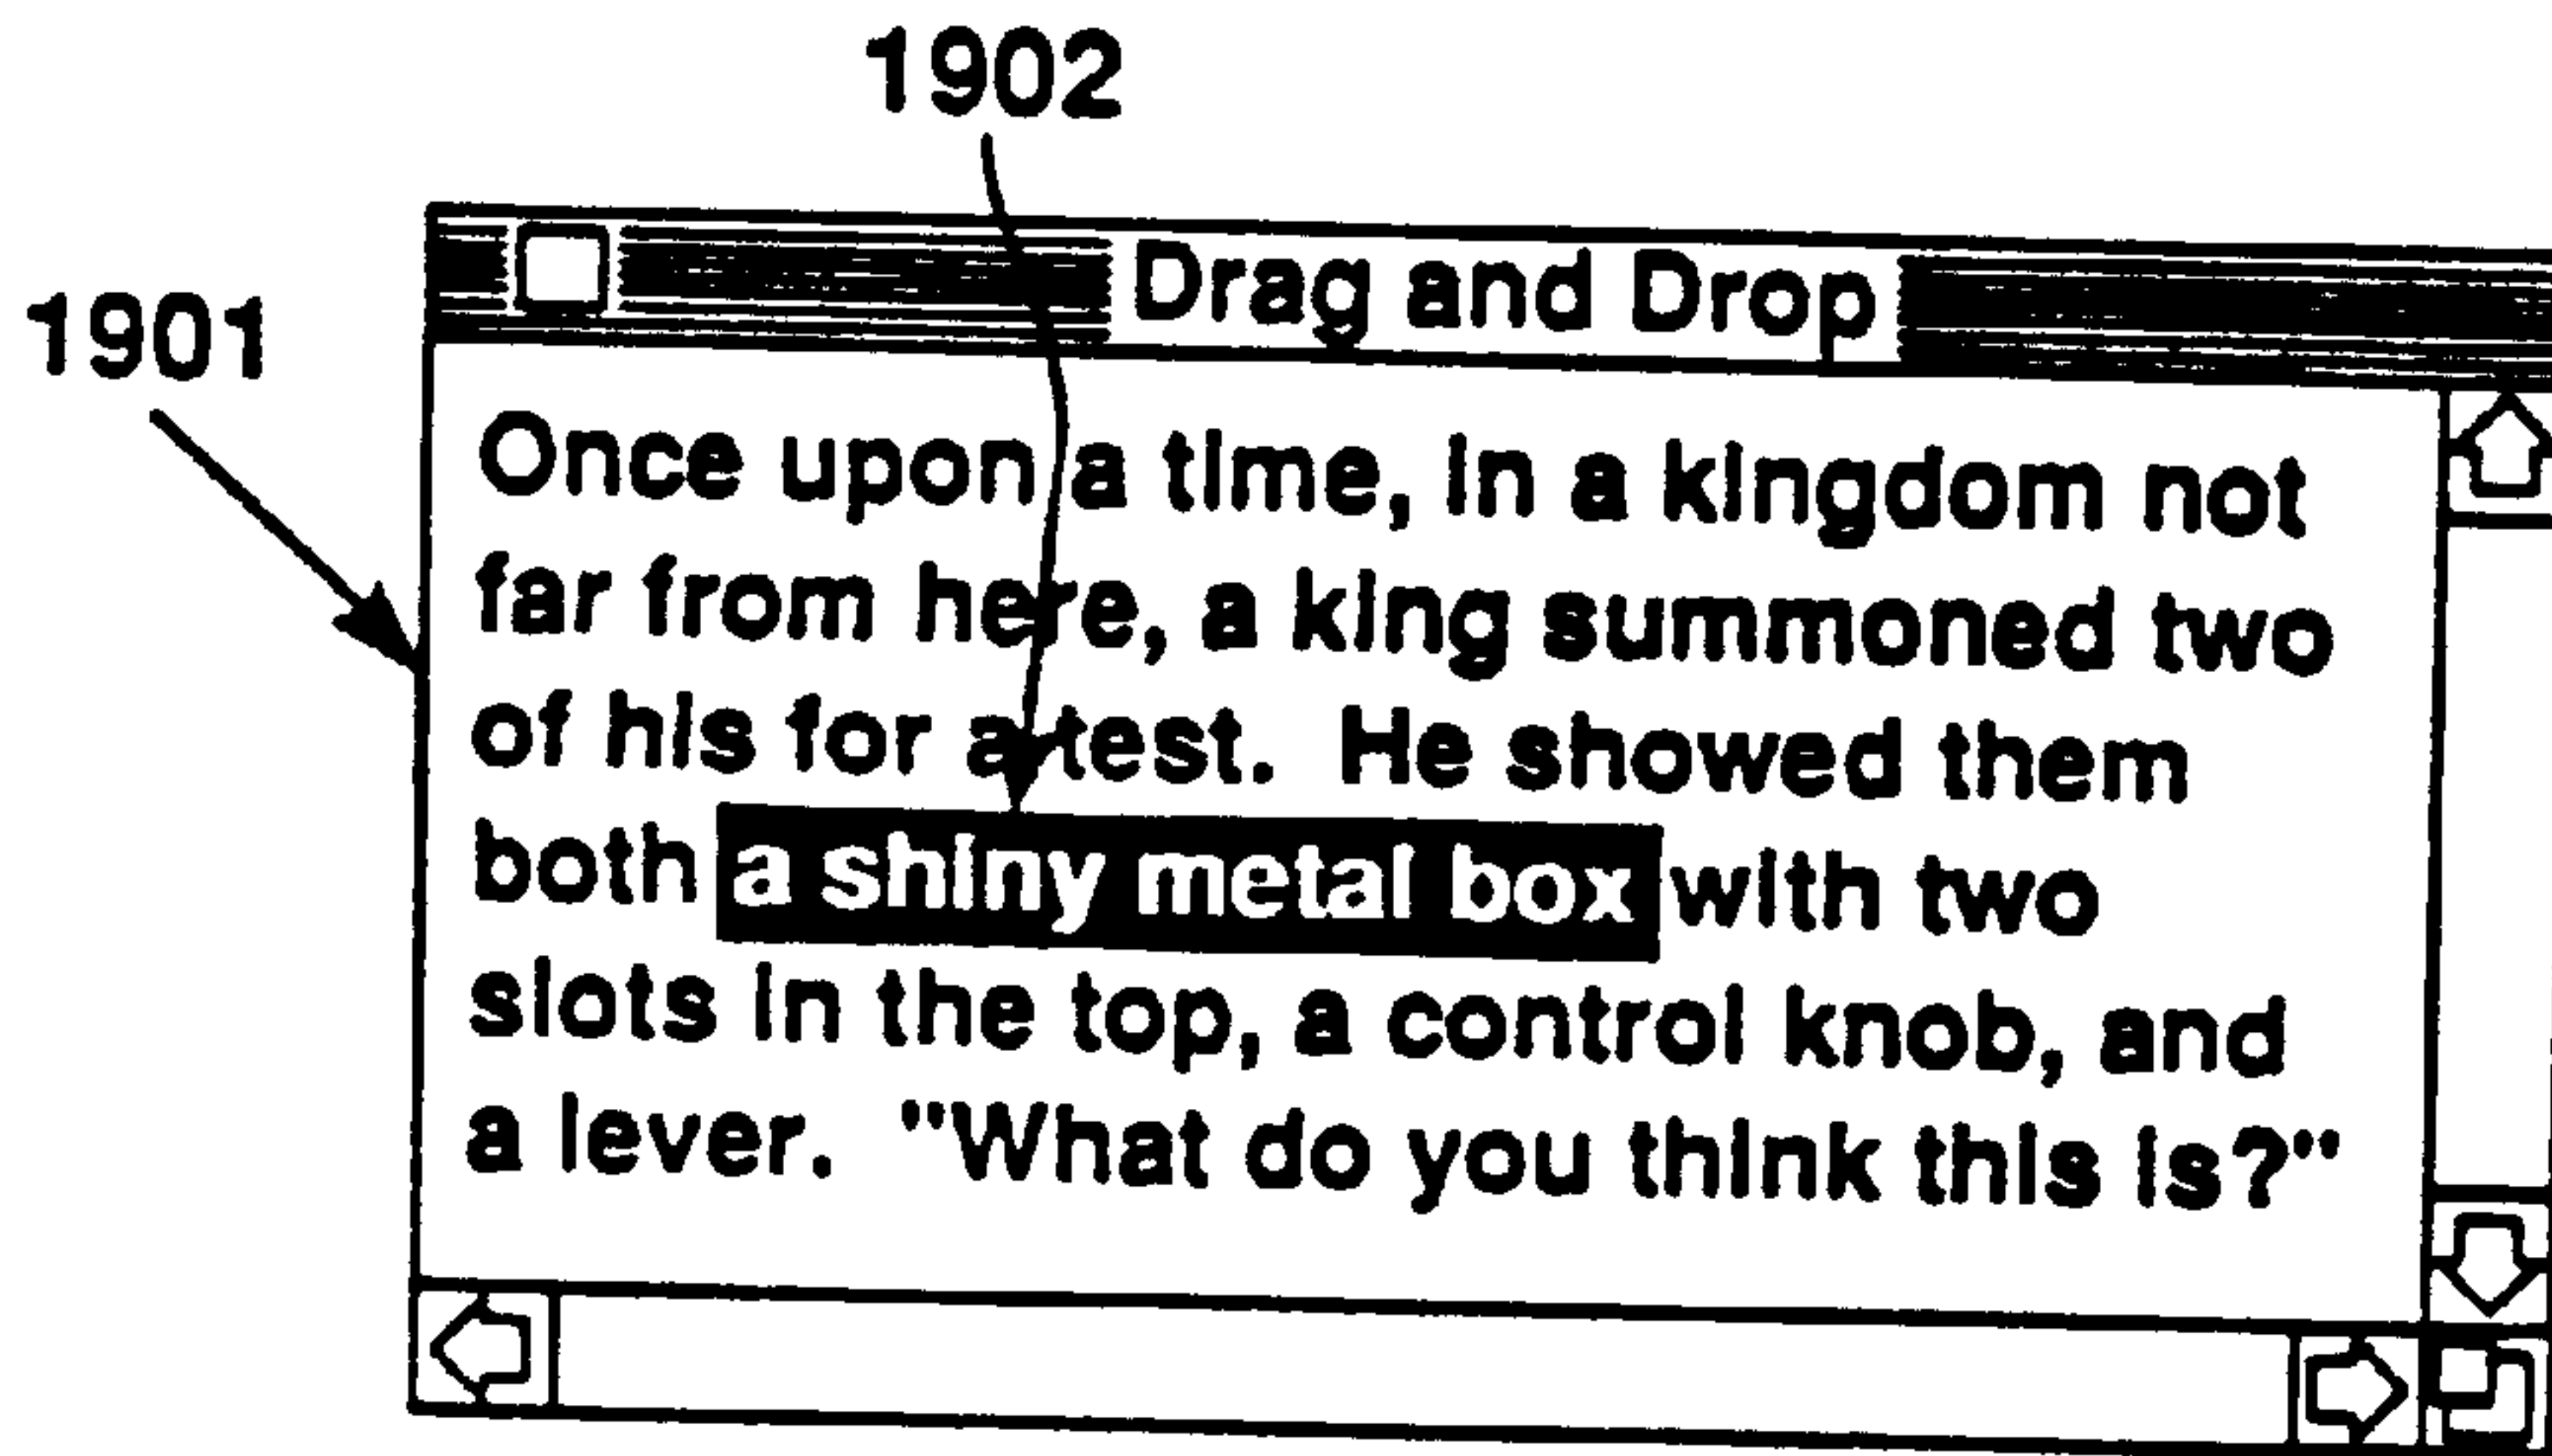 1902
1901
Drag and Drop
Once upon a time, in a kingdom not
far from here, a king summoned two
of his for a test.  He showed them
both a shiny metal box with two
slots in the top, a control knob, and
a lever.  "What do you think this is?"